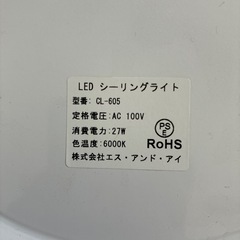 LED シーリングライト
型番: CL-605
定格電圧:AC 100V
消費電力:27W
色温度:6000K
株式会社エス・アンド・アイ
PS
E
RoHS